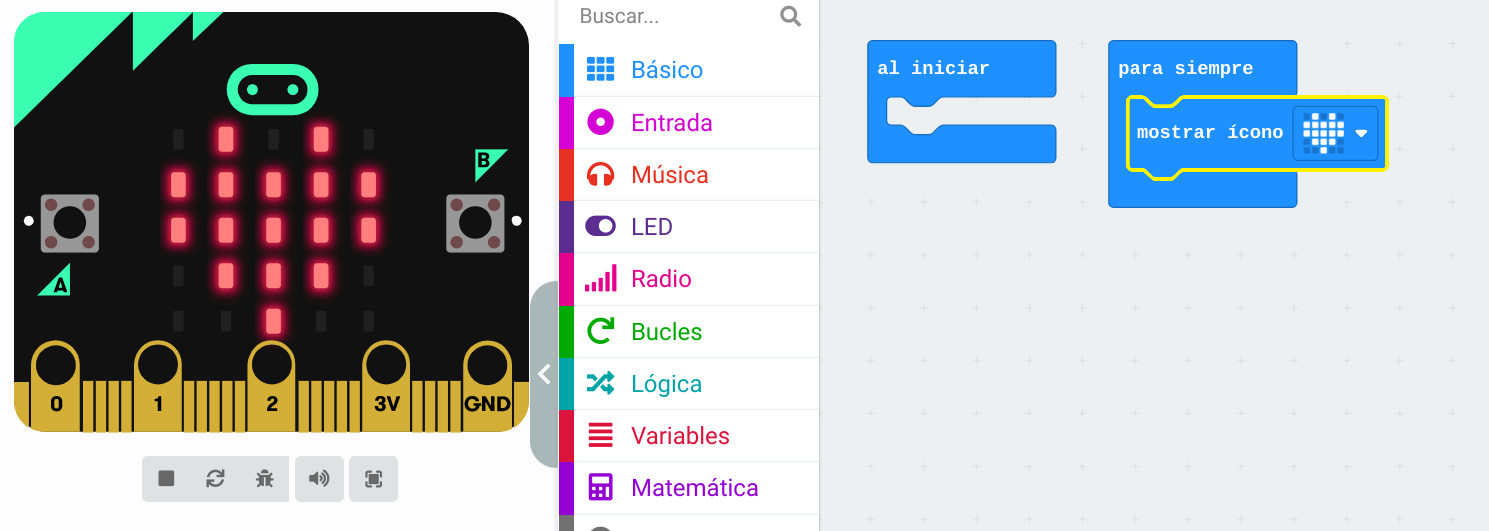 B
A
0 1 2 3V GND
Buscar...
Básico
Entrada
Música
LED
Radio
Bucles
Lógica
Variables
Matemática
al iniciar
para siempre
mostrar ícono